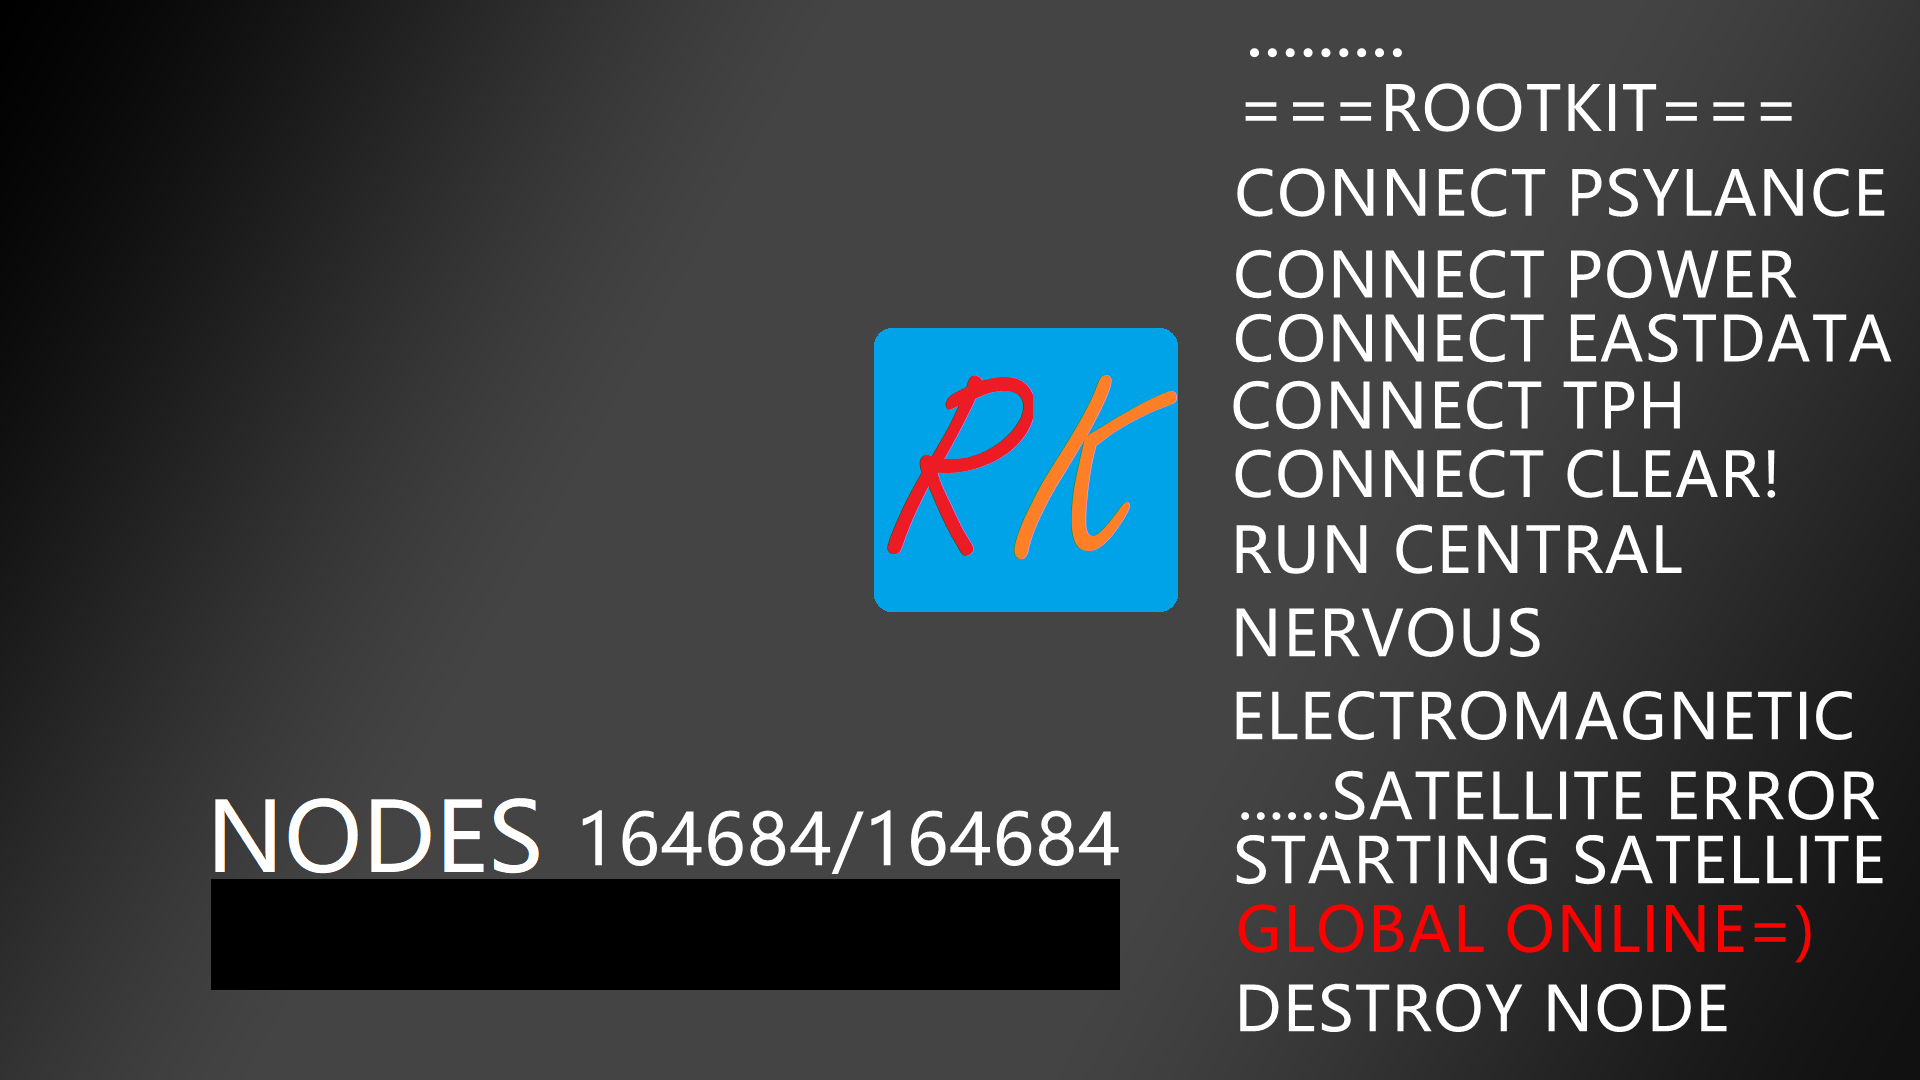 .........
===ROOTKIT===
CONNECT PSYLANCE
CONNECT POWER
CONNECT EASTDATA
CONNECT TPH
CONNECT CLEAR!
RUN CENTRAL
NERVOUS
ELECTROMAGNETIC
......SATELLITE ERROR
STARTING SATELLITE
GLOBAL ONLINE=)
DESTROY NODE
RK
NODES 164684/164684